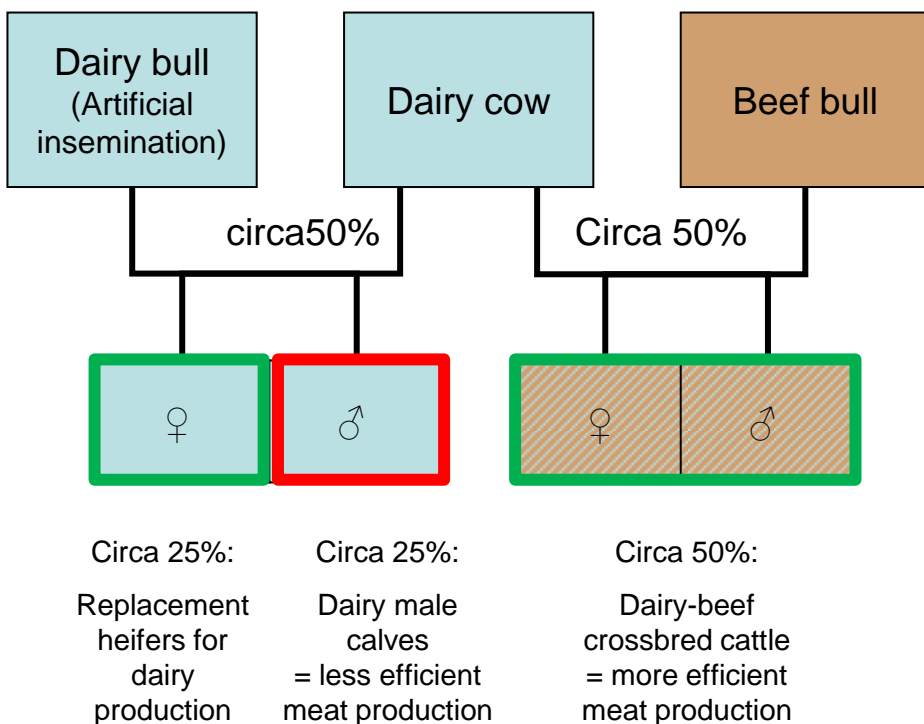 Dairy bull
(Artificial
insemination)
Dairy cow
Beef bull
circa50%
Circa 50%
♀
♂
♀
♂
Circa 25%:
Replacement
heifers for
dairy
production
Circa 25%:
Dairy male
calves
= less efficient
meat production
Circa 50%:
Dairy-beef
crossbred cattle
= more efficient
meat production